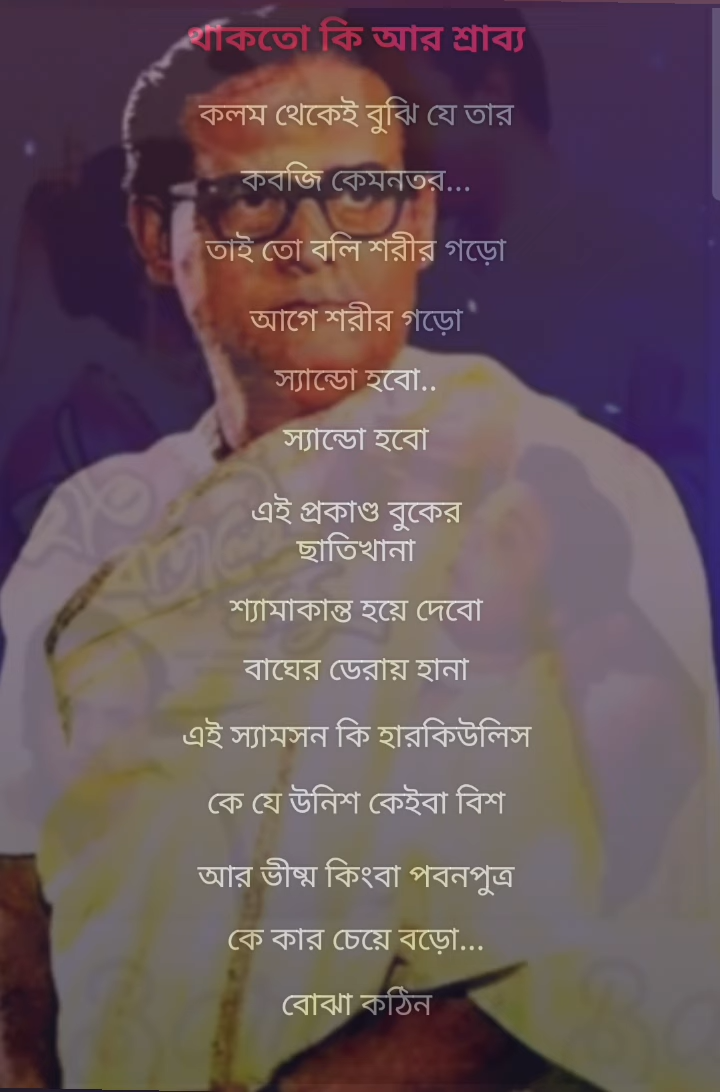 থাকতো কি আর শ্রাব্য
কলম থেকেই বুঝি যে তার
কবজি কেমনতর...
তাই তো বলি শরীর গড়ো
আগে শরীর গড়ো
স্যান্ডো হবো..
স্যান্ডো হবো
এই প্রকাণ্ড বুকের
ছাতিখানা
শ্যামাকান্ত হয়ে দেবো
বাঘের ডেরায় হানা
এই স্যামসন কি হারকিউলিস
কে যে উনিশ কেইবা বিশ
আর ভীষ্ম কিংবা পবনপুত্র
কে কার চেয়ে বড়ো...
বোঝা কঠিন